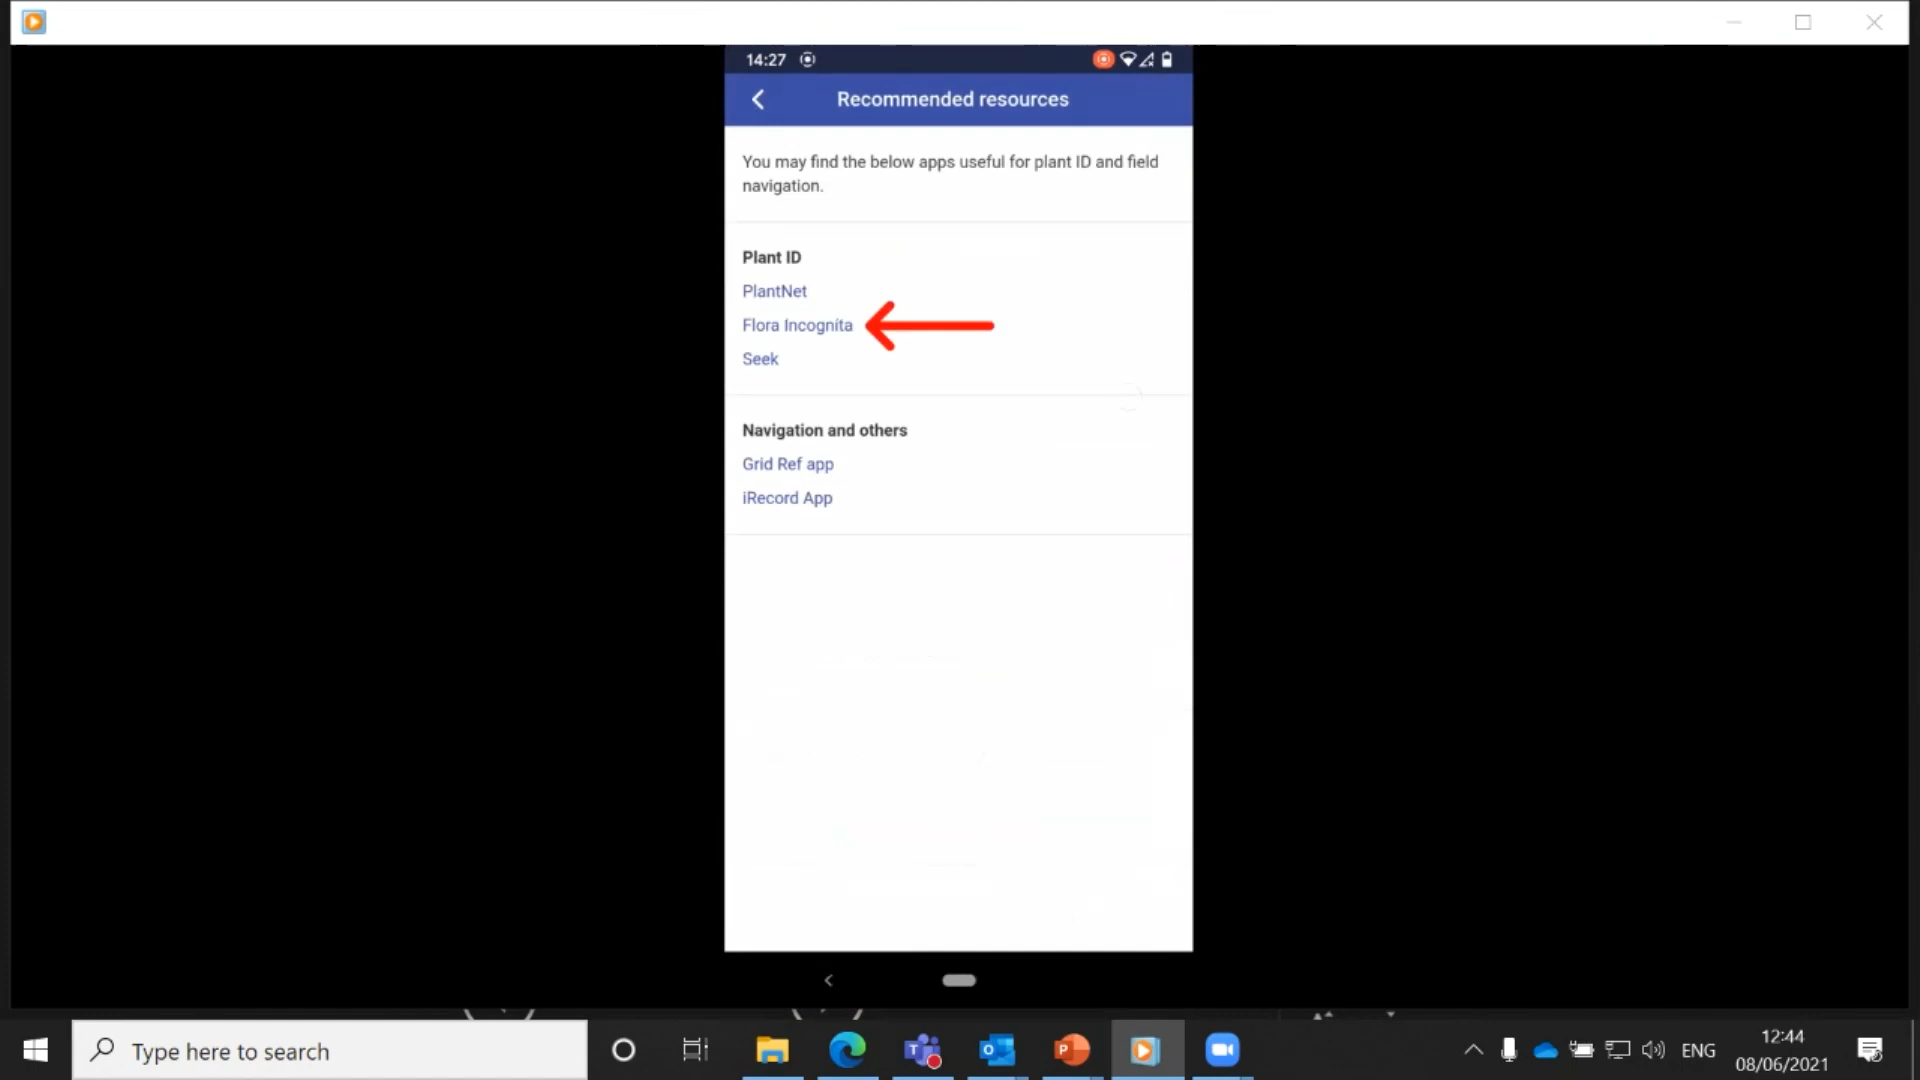 14:27
Recommended resources
You may find the below apps useful for plant ID and field
navigation.
Plant ID
PlantNet
Flora Incognita
Seek
Navigation and others
Grid Ref app
iRecord App
Type here to search
ENG
12:44
08/06/2021